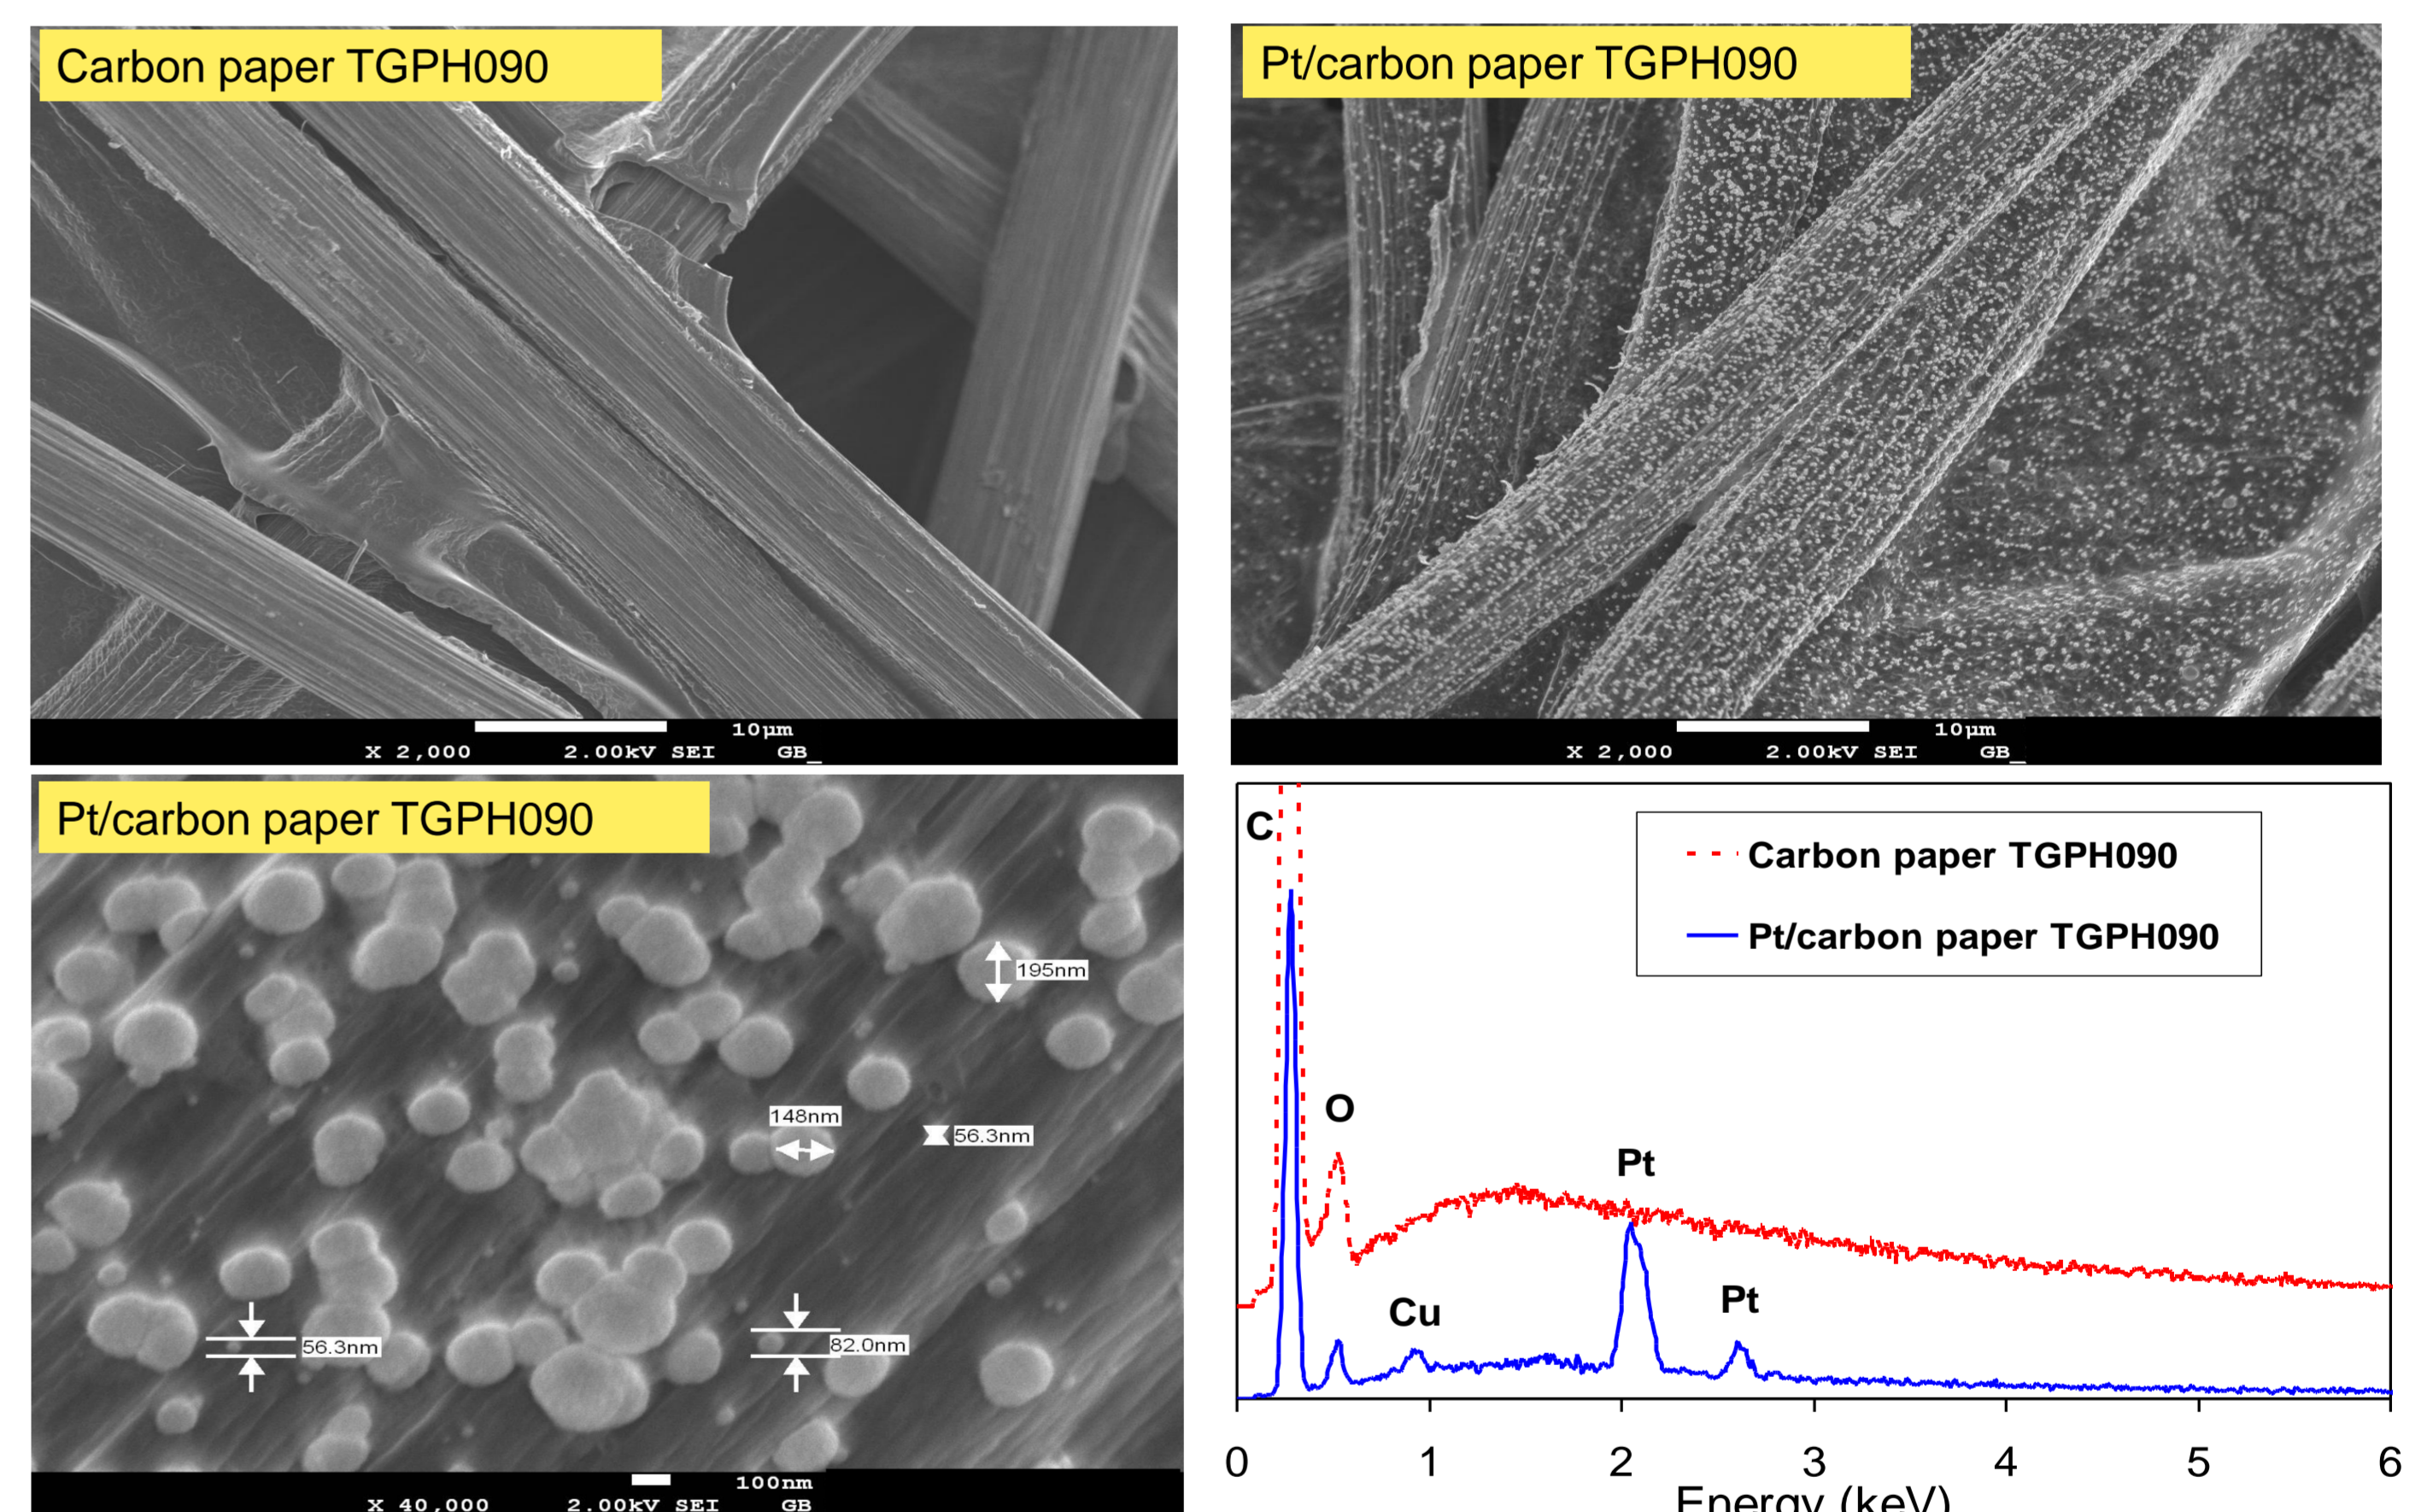 Carbon paper TGPH090
10µm
X 2,000 2.00kV SEI GB_
Pt/carbon paper TGPH090
10µm
X 2,000 2.00kV SEI GB_
Pt/carbon paper TGPH090
195nm
148nm
56.3nm
56.3nm
82.0nm
100nm
X 40,000 2.00kV SEI GB
C
Carbon paper TGPH090
Pt/carbon paper TGPH090
O
Pt
Cu
Pt
0 1 2 3 4 5 6
Energy (keV)